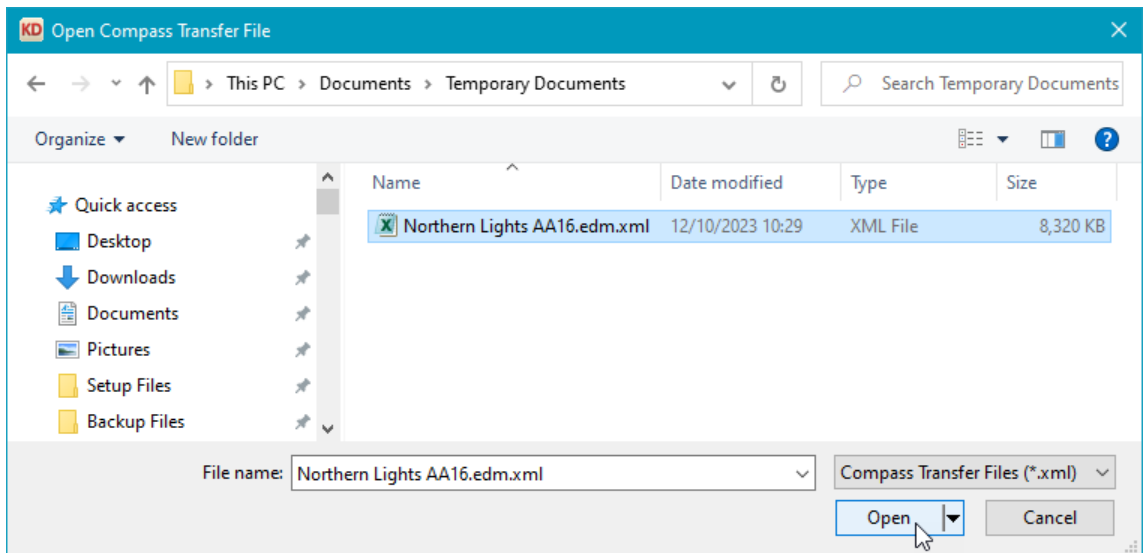 KD Open Compass Transfer File
This PC > Documents > Temporary Documents
Search Temporary Documents
Organize
New folder
?
Name
Date modified
Type
Size
Quick access
Northern Lights AA16.edm.xml 12/10/2023 10:29 XML File 8,320 KB
Desktop
Downloads
Documents
Pictures
Setup Files
Backup Files
File name: Northern Lights AA16.edm.xml
Compass Transfer Files (*.xml)
Open
Cancel